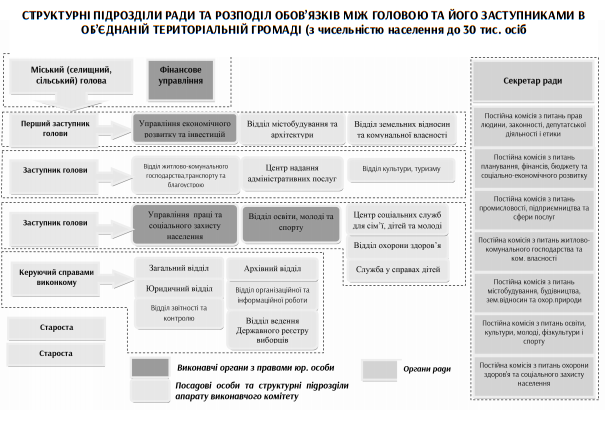 СТРУКТУРНІ ПІДРОЗДІЛИ РАДИ ТА РОЗПОДІЛ ОБОВ'ЯЗКІВ МІЖ ГОЛОВОЮ ТА ЙОГО ЗАСТУПНИКАМИ В
ОБ'ЄДНАНІЙ ТЕРИТОРІАЛЬНІЙ ГРОМАДІ (з чисельністю населення до 30 тис. осіб
Міський (селищний,
сільський) голова
Фінансове
управління
Перший заступник
голови
Управління економічного
розвитку та інвестицій
Відділ містобудування та
архітектури
Відділ земельних відносин
та комунальної власності
Заступник голови
Відділ житлово-комунального
господарства,транспорту та
благоустрою
Центр надання
адміністративних послуг
Відділ культури, туризму
Заступник голови
Управління праці та
соціального захисту
населення
Відділ освіти, молоді та
спорту
Центр соціальних служб
для сім´ї, дітей та молоді
Відділ охорони здоров´я
Служба у справах дітей
Керуючий справами
виконкому
Загальний відділ
Юридичний відділ
Відділ звітності та
контролю
Архівний відділ
Відділ організаційної та
інформаційної роботи
Відділ ведення
Державного реєстру
виборців
Староста
Староста
Виконавчі органи з правами юр. особи
Посадові особи та структурні підрозділи
апарату виконавчого комітету
Органи ради
Секретар ради
Постійна комісія з питань прав
людини, законності, депутатської
діяльності і етики
Постійна комісія з питань
планування, фінансів, бюджету та
соціально-економічного розвитку
Постійна комісія з питань
промисловості, підприємництва та
сфери послуг
Постійна комісія з питань житлово-
комунального господарства та
ком. власності
Постійна комісія з питань
містобудування, будівництва,
зем.відносин та охор.природи
Постійна комісія з питань освіти,
культури, молоді, фізкультури і
спорту
Постійна комісія з питань охорони
здоров'я та соціального захисту
населення